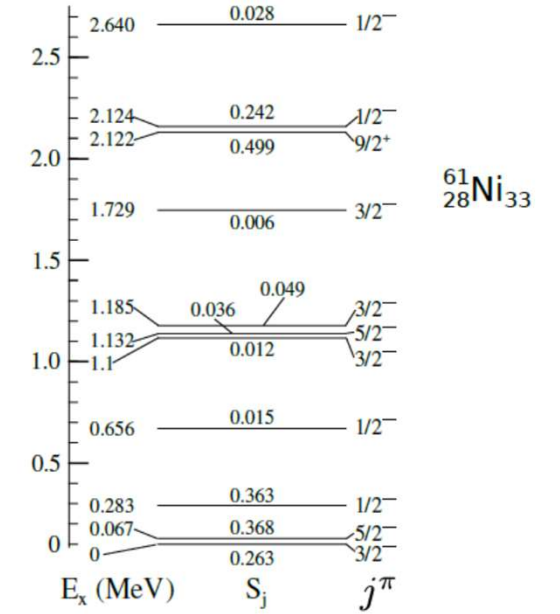 2.640 0.028 1/2⁻
2.5
2.124 0.242 1/2⁻
2.122 0.499 9/2⁺
2.0
61
28Ni33
1.729 0.006 3/2⁻
1.5
0.049
1.185 0.036 3/2⁻
1.132 5/2⁻
1.0 1.1 0.012 3/2⁻
0.656 0.015 1/2⁻
0.5
0.283 0.363 1/2⁻
0.067 0.368 5/2⁻
0 0 0.263 3/2⁻
Eₓ (MeV) Sⱼ jπ